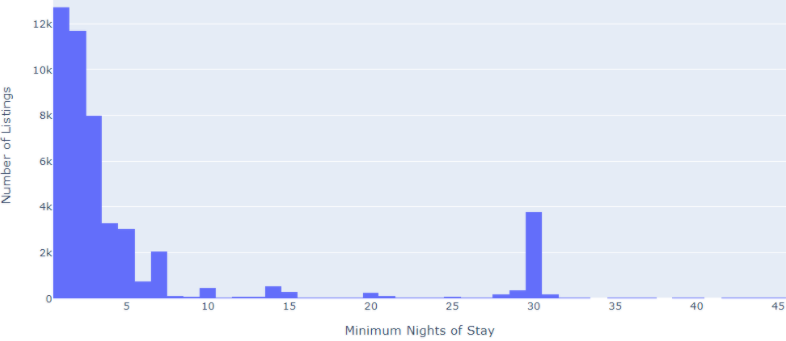 12k
10k
8k
6k
4k
2k
0
Number of Listings
5 10 15 20 25 30 35 40 45
Minimum Nights of Stay